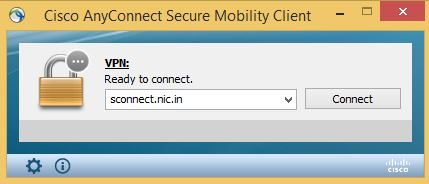 Cisco AnyConnect Secure Mobility Client
VPN:
Ready to connect.
sconnect.nic.in
Connect
cisco